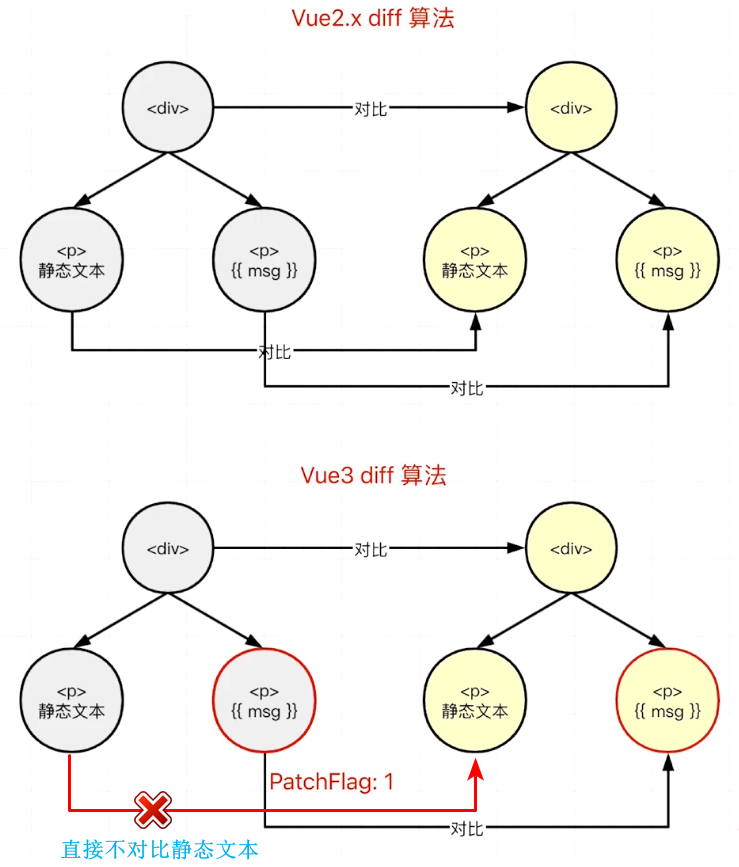 Vue2.x diff 算法
<div>
对比
<div>
<p>
静态文本
<p>
{{ msg }}
<p>
静态文本
<p>
{{ msg }}
对比
对比
Vue3 diff 算法
<div>
对比
<div>
<p>
静态文本
<p>
{{ msg }}
<p>
静态文本
<p>
{{ msg }}
PatchFlag: 1
对比
直接不对比静态文本